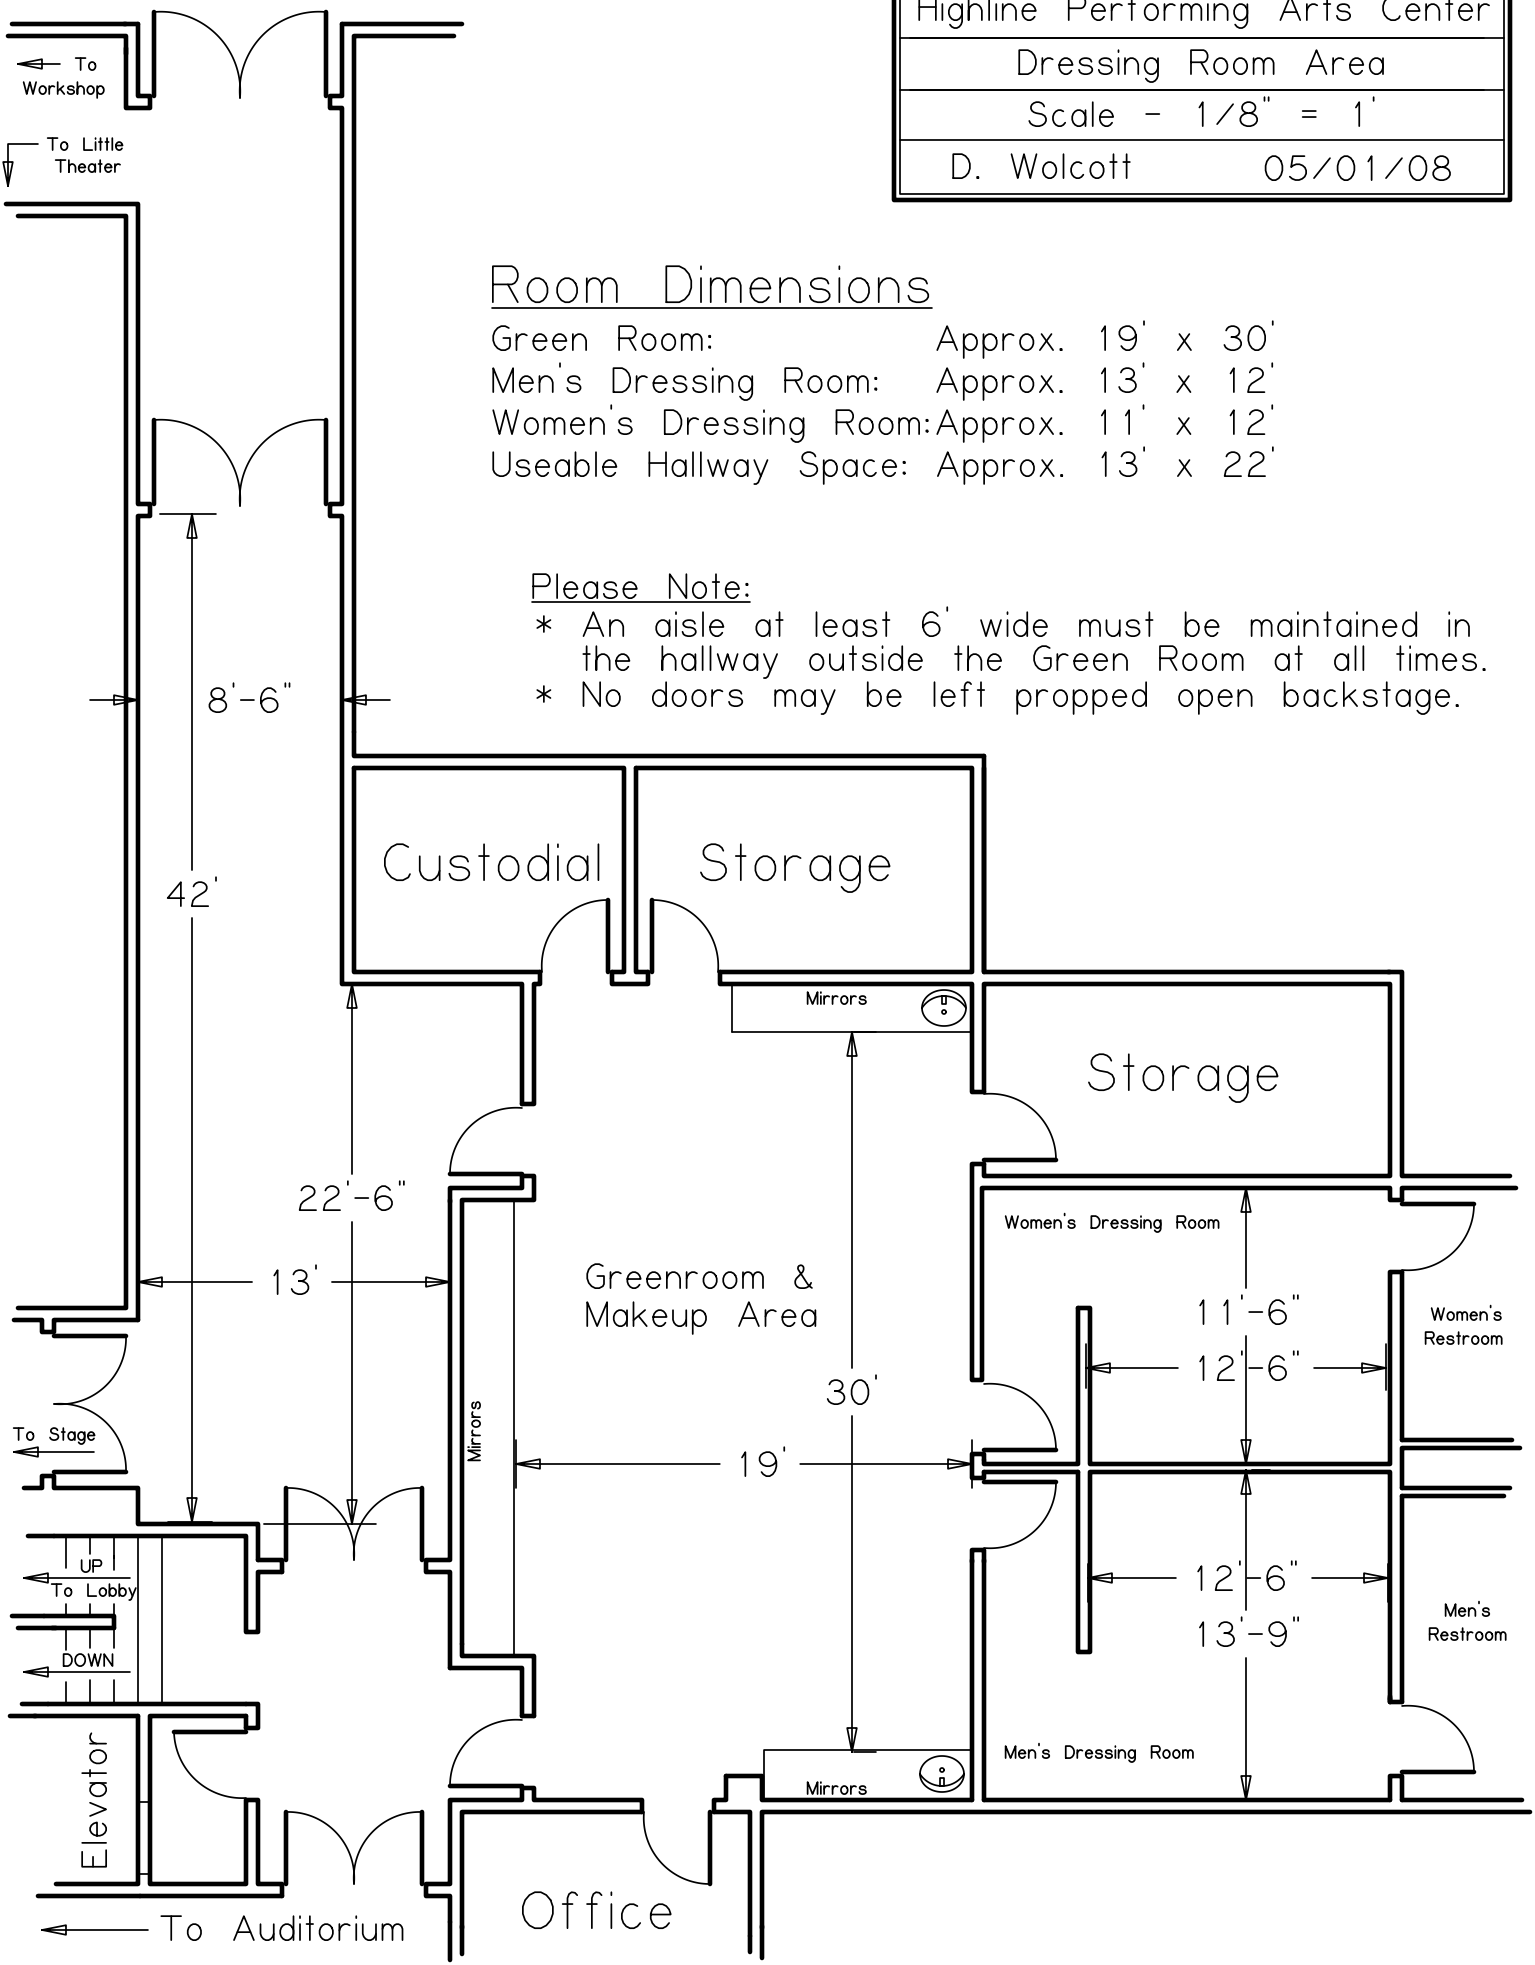 Highline Performing Arts Center
Dressing Room Area
Scale - 1/8" = 1'
D. Wolcott 05/01/08
To
Workshop
To Little
Theater
Room Dimensions
Green Room: Approx. 19' x 30'
Men's Dressing Room: Approx. 13' x 12'
Women's Dressing Room: Approx. 11' x 12'
Useable Hallway Space: Approx. 13' x 22'
Please Note:
* An aisle at least 6' wide must be maintained in
the hallway outside the Green Room at all times.
* No doors may be left propped open backstage.
8'-6"
42'
Custodial
Storage
Mirrors
Storage
22'-6"
13'
Women's Dressing Room
Greenroom &
Makeup Area
11'-6"
12'-6"
Women's
Restroom
30'
Mirrors
19'
To Stage
UP
To Lobby
DOWN
12'-6"
13'-9"
Men's
Restroom
Men's Dressing Room
Mirrors
Elevator
Office
To Auditorium